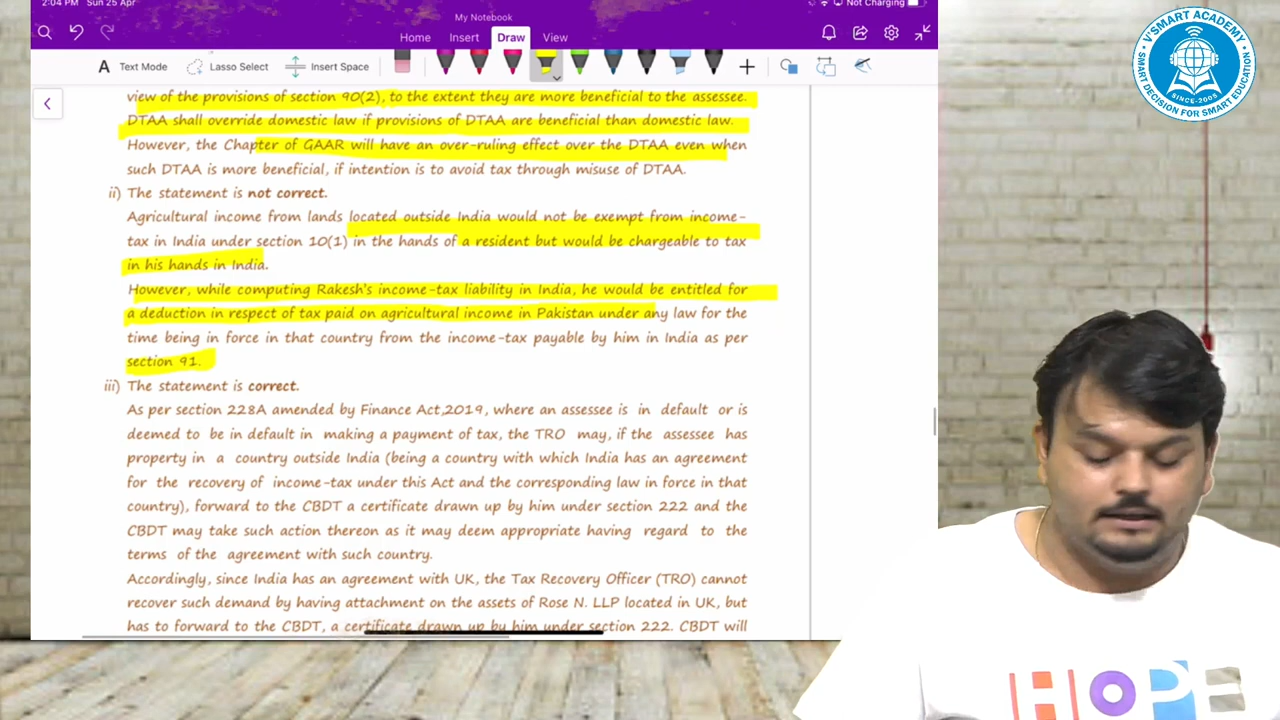 2:04 PM Sun 25 Apr
Not Charging
My Notebook
Home Insert Draw View
Text Mode Lasso Select Insert Space
view of the provisions of section 90(2), to the extent they are more beneficial to the assessee.
DTAA shall override domestic law if provisions of DTAA are beneficial than domestic law.
However, the Chapter of GAAR will have an over-ruling effect over the DTAA even when
such DTAA is more beneficial, if intention is to avoid tax through misuse of DTAA.
ii) The statement is not correct.
Agricultural income from lands located outside India would not be exempt from income-
tax in India under section 10(1) in the hands of a resident but would be chargeable to tax
in his hands in India.
However, while computing Rakesh's income-tax liability in India, he would be entitled for
a deduction in respect of tax paid on agricultural income in Pakistan under any law for the
time being in force in that country from the income-tax payable by him in India as per
section 91.
iii) The statement is correct.
As per section 228A amended by Finance Act,2019, where an assessee is in default or is
deemed to be in default in making a payment of tax, the TRO may, if the assessee has
property in a country outside India (being a country with which India has an agreement
for the recovery of income-tax under this Act and the corresponding law in force in that
country), forward to the CBDT a certificate drawn up by him under section 222 and the
CBDT may take such action thereon as it may deem appropriate having regard to the
terms of the agreement with such country.
Accordingly, since India has an agreement with UK, the Tax Recovery Officer (TRO) cannot
recover such demand by having attachment on the assets of Rose N. LLP located in UK, but
has to forward to the CBDT, a certificate drawn up by him under section 222. CBDT will
V'SMART ACADEMY
SINCE-2005
SMART DECISION FOR SMART EDUCATION
HOPE